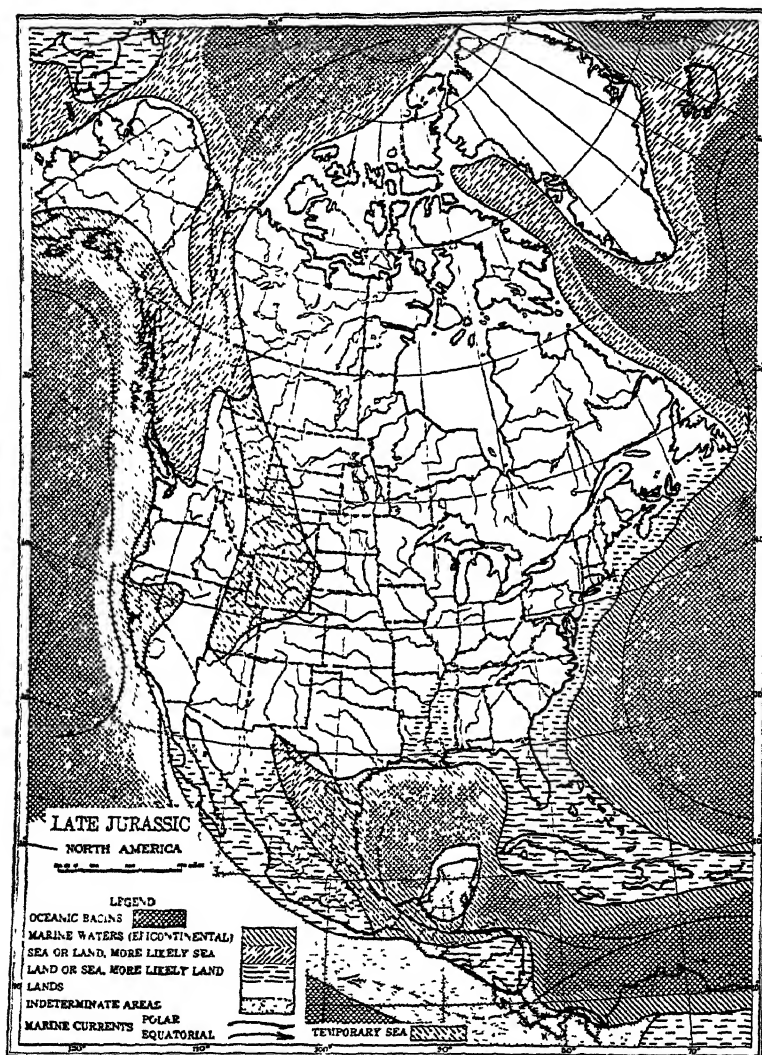 LATE JURASSIC
NORTH AMERICA
LEGEND
OCEANIC BASINS
MARINE WATERS (EPICONTINENTAL)
SEA OR LAND, MORE LIKELY SEA
LAND OR SEA, MORE LIKELY LAND
LANDS
INDETERMINATE AREAS
MARINE CURRENTS POLAR
EQUATORIAL
TEMPORARY SEA